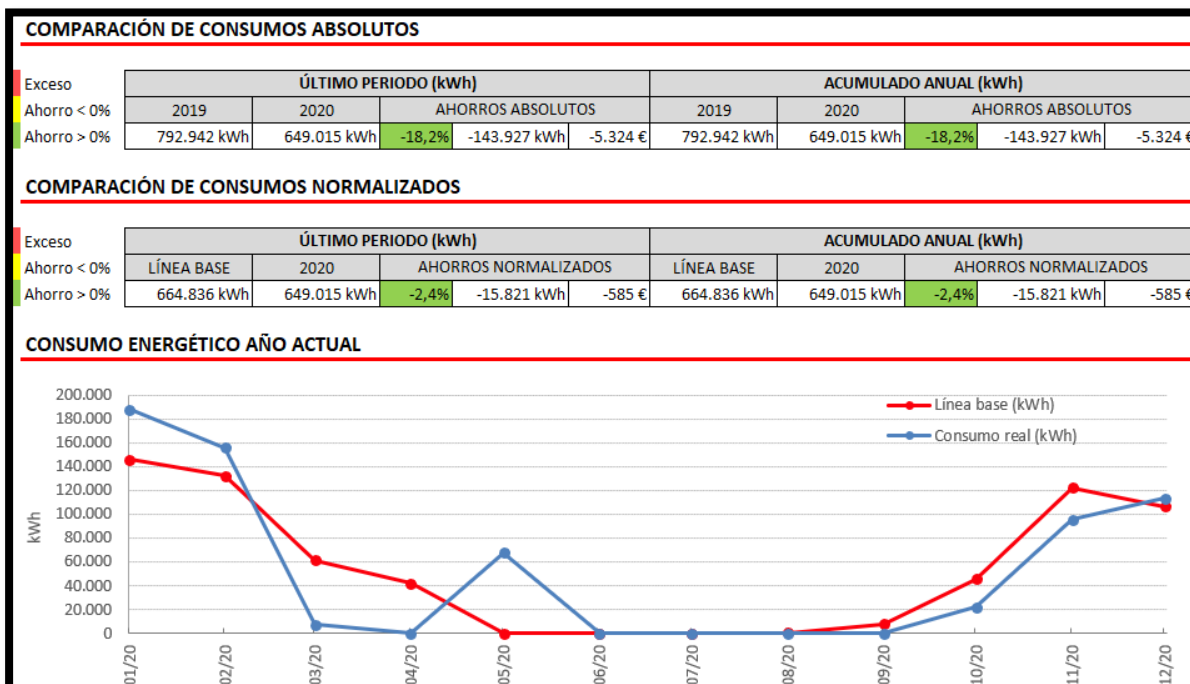 COMPARACIÓN DE CONSUMOS ABSOLUTOS
Exceso ÚLTIMO PERIODO (kWh) ACUMULADO ANUAL (kWh)
Ahorro < 0% 2019 2020 AHORROS ABSOLUTOS 2019 2020 AHORROS ABSOLUTOS
Ahorro > 0% 792.942 kWh 649.015 kWh -18,2% -143.927 kWh -5.324 € 792.942 kWh 649.015 kWh -18,2% -143.927 kWh -5.324 €
COMPARACIÓN DE CONSUMOS NORMALIZADOS
Exceso ÚLTIMO PERIODO (kWh) ACUMULADO ANUAL (kWh)
Ahorro < 0% LÍNEA BASE 2020 AHORROS NORMALIZADOS LÍNEA BASE 2020 AHORROS NORMALIZADOS
Ahorro > 0% 664.836 kWh 649.015 kWh -2,4% -15.821 kWh -585 € 664.836 kWh 649.015 kWh -2,4% -15.821 kWh -585 €
CONSUMO ENERGÉTICO AÑO ACTUAL
200.000
180.000
160.000
140.000
120.000
100.000
80.000
60.000
40.000
20.000
0
kWh
Línea base (kWh)
Consumo real (kWh)
01/20 02/20 03/20 04/20 05/20 06/20 07/20 08/20 09/20 10/20 11/20 12/20